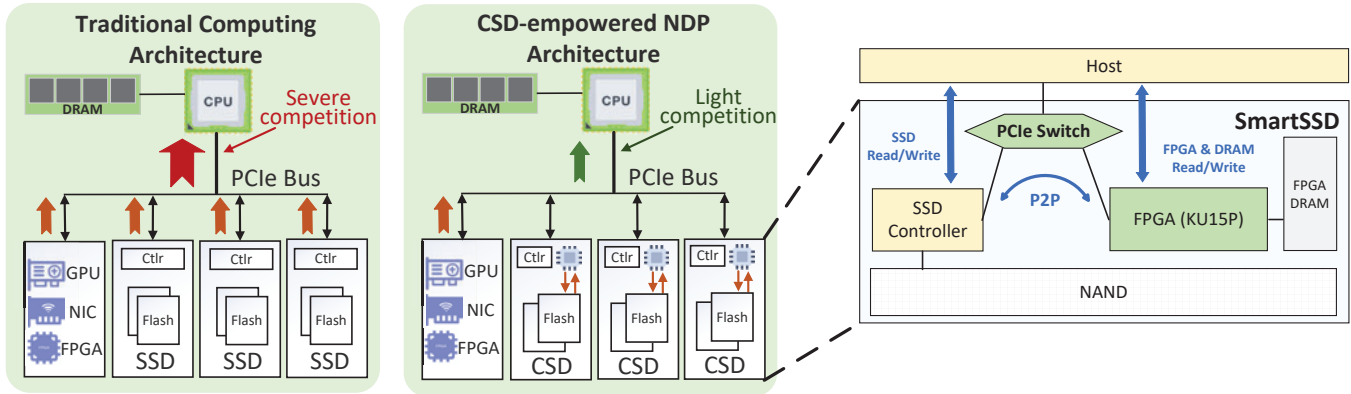 Traditional Computing
Architecture
CPU
DRAM
Severe
competition
PCIe Bus
GPU
NIC
FPGA
Ctlr
Flash
SSD
Ctlr
Flash
SSD
Ctlr
Flash
SSD
CSD-empowered NDP
Architecture
CPU
DRAM
Light
competition
PCIe Bus
GPU
NIC
FPGA
Ctlr
Flash
CSD
Ctlr
Flash
CSD
Ctlr
Flash
CSD
Host
SmartSSD
PCIe Switch
SSD
Read/Write
FPGA & DRAM
Read/Write
P2P
SSD
Controller
FPGA (KU15P)
FPGA
DRAM
NAND